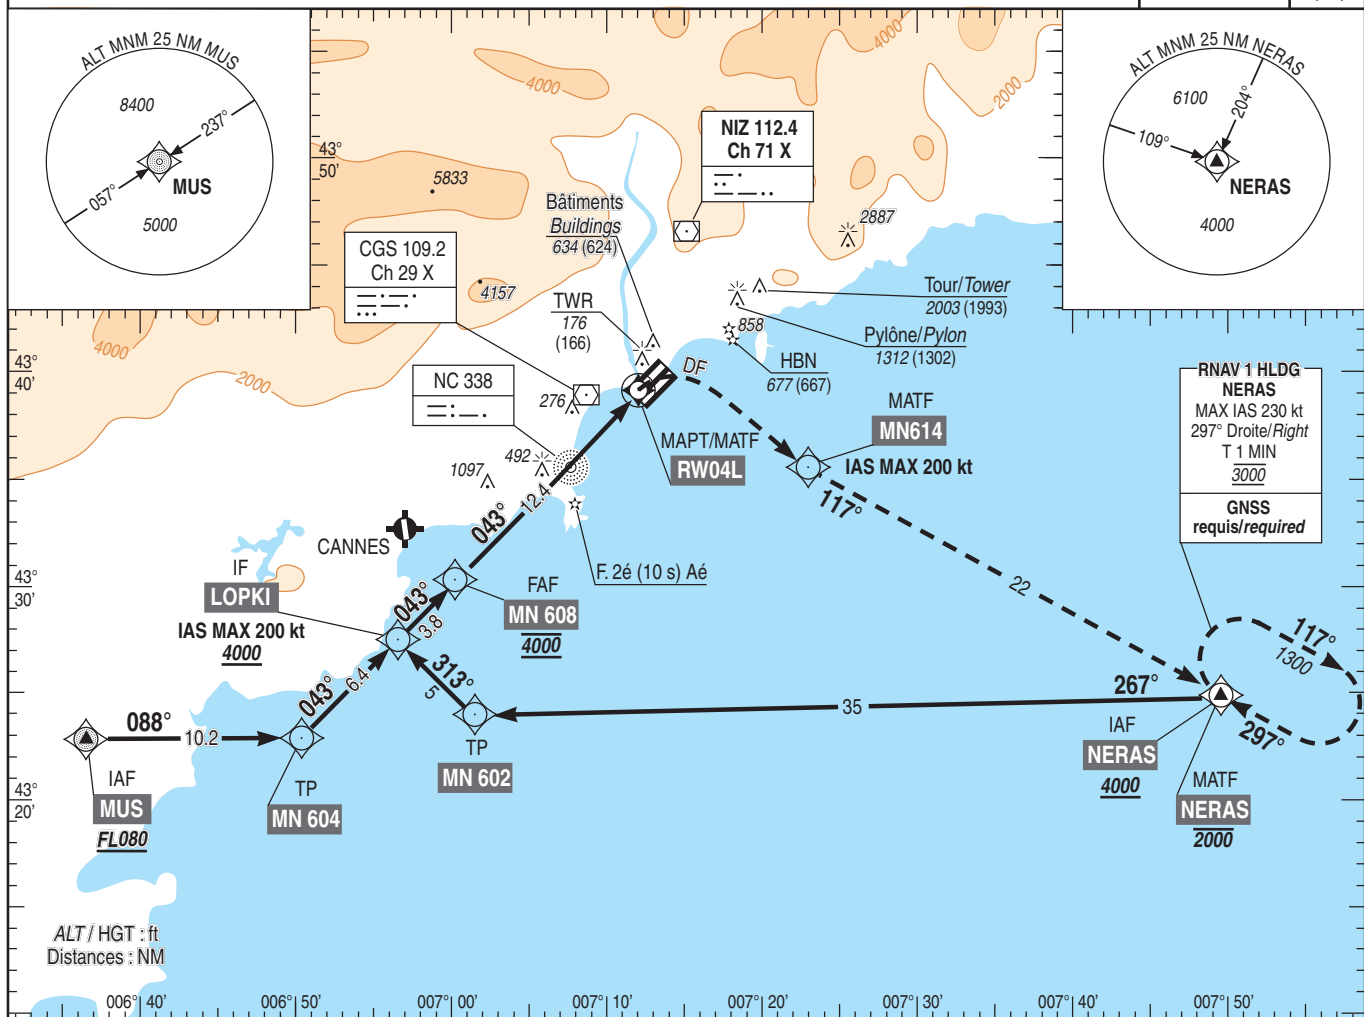 ALT MNM 25 NM MUS
8400
237°
057°
MUS
5000
ALT MNM 25 NM NERAS
6100
204°
109°
NERAS
4000
4000
4000
2000
43°
50'
5833
NIZ 112.4
Ch 71 X
Bâtiments
Buildings
634 (624)
2887
CGS 109.2
Ch 29 X
4157
TWR
176
(166)
Tour/Tower
2003 (1993)
858
Pylône/Pylon
1312 (1302)
HBN
677 (667)
4000
2000
43°
40'
NC 338
276
DF
MATF
MN614
IAS MAX 200 kt
MAPT/MATF
RW04L
RNAV 1 HLDG
NERAS
MAX IAS 230 kt
297° Droite/Right
T 1 MIN
3000
GNSS
requis/required
1097
492
12.4
043°
117°
CANNES
F. 2é (10 s) Aé
43°
30'
IF
LOPKI
IAS MAX 200 kt
4000
043°
3.8
FAF
MN 608
4000
22
117°
1300
043°
6.4
313°
5
267°
35
297°
088°
10.2
IAF
MUS
FL080
TP
MN 604
TP
MN 602
IAF
NERAS
4000
MATF
NERAS
2000
43°
20'
ALT / HGT : ft
Distances : NM
006° 40'
006° 50'
007° 00'
007° 10'
007° 20'
007° 30'
007° 40'
007° 50'